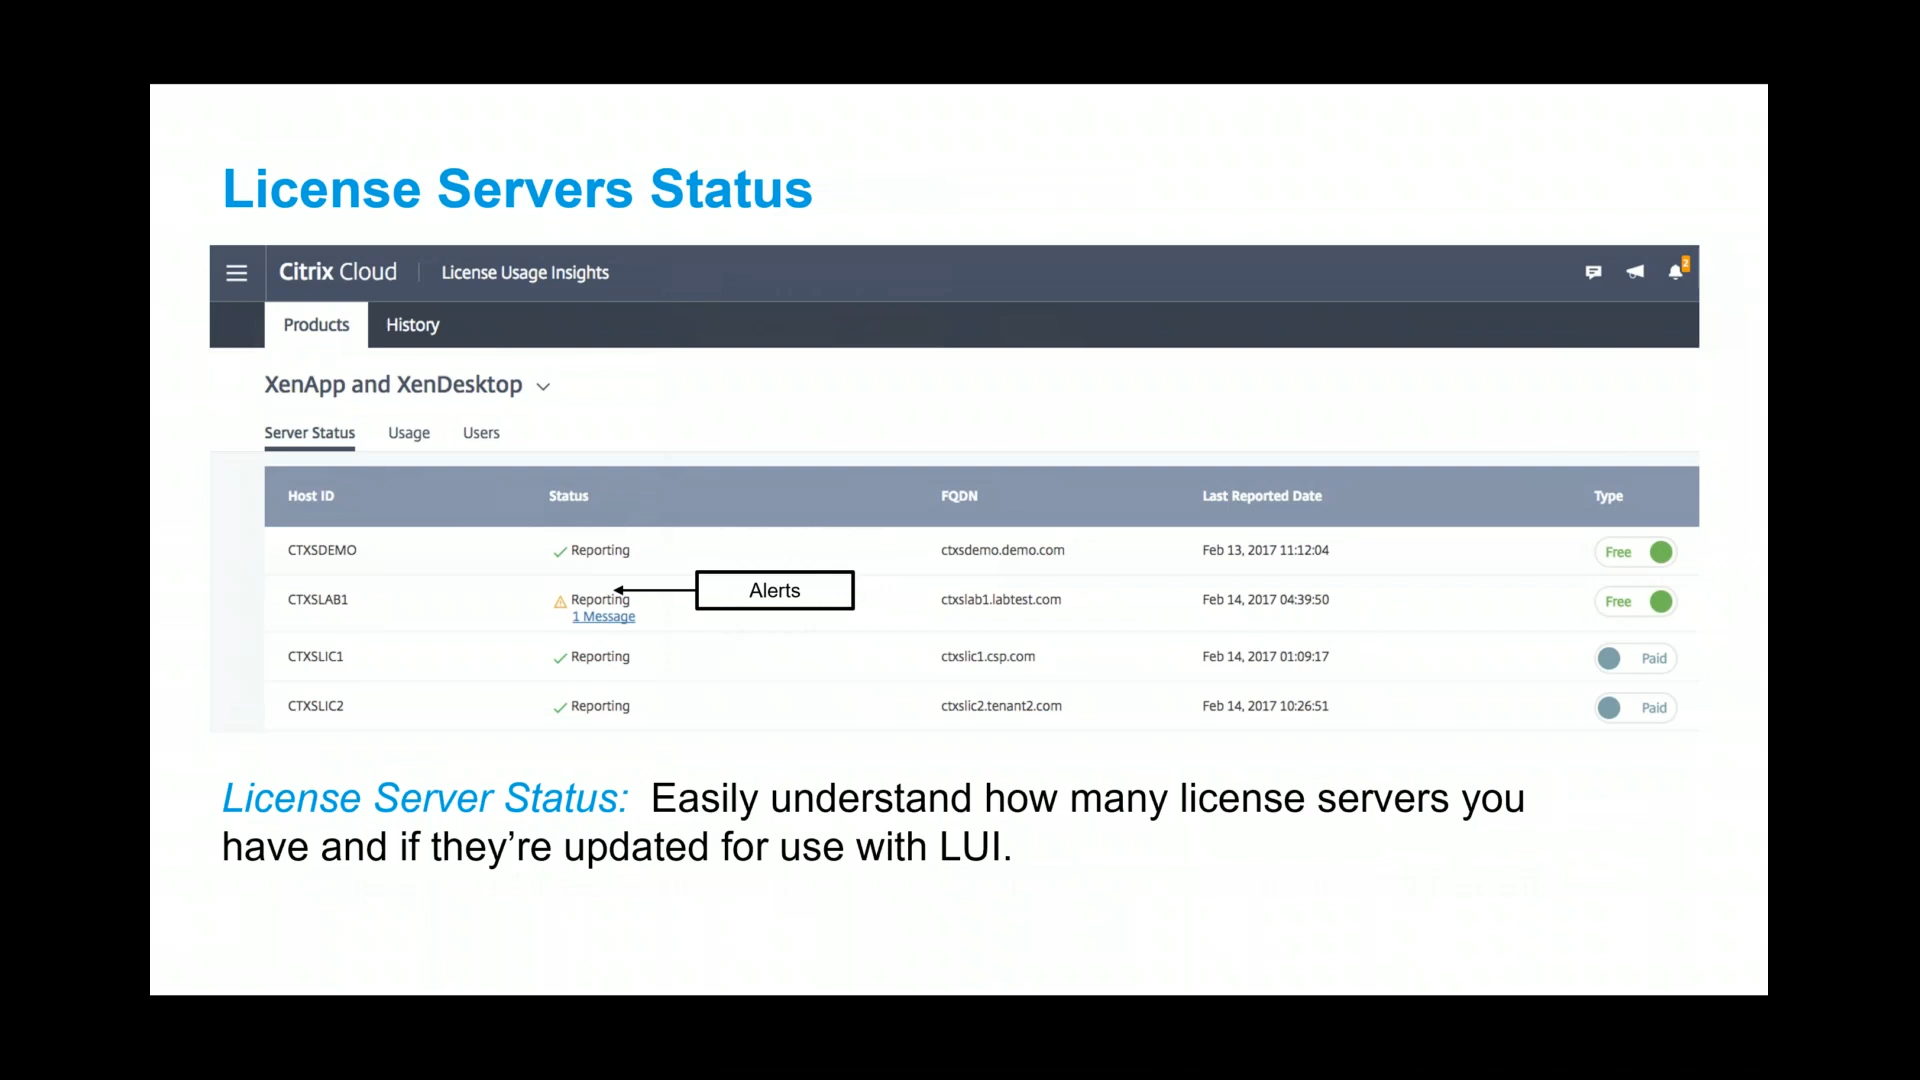 License Servers Status
Citrix Cloud License Usage Insights 2
Products History
XenApp and XenDesktop
Server Status Usage Users
Host ID Status FQDN Last Reported Date Type
CTXSDEMO Reporting ctxsdemo.demo.com Feb 13, 2017 11:12:04 Free
CTXSLAB1 Reporting Alerts ctxslab1.labtest.com Feb 14, 2017 04:39:50 Free
1 Message
CTXSLIC1 Reporting ctxslic1.csp.com Feb 14, 2017 01:09:17 Paid
CTXSLIC2 Reporting ctxslic2.tenant2.com Feb 14, 2017 10:26:51 Paid
License Server Status: Easily understand how many license servers you
have and if they’re updated for use with LUI.